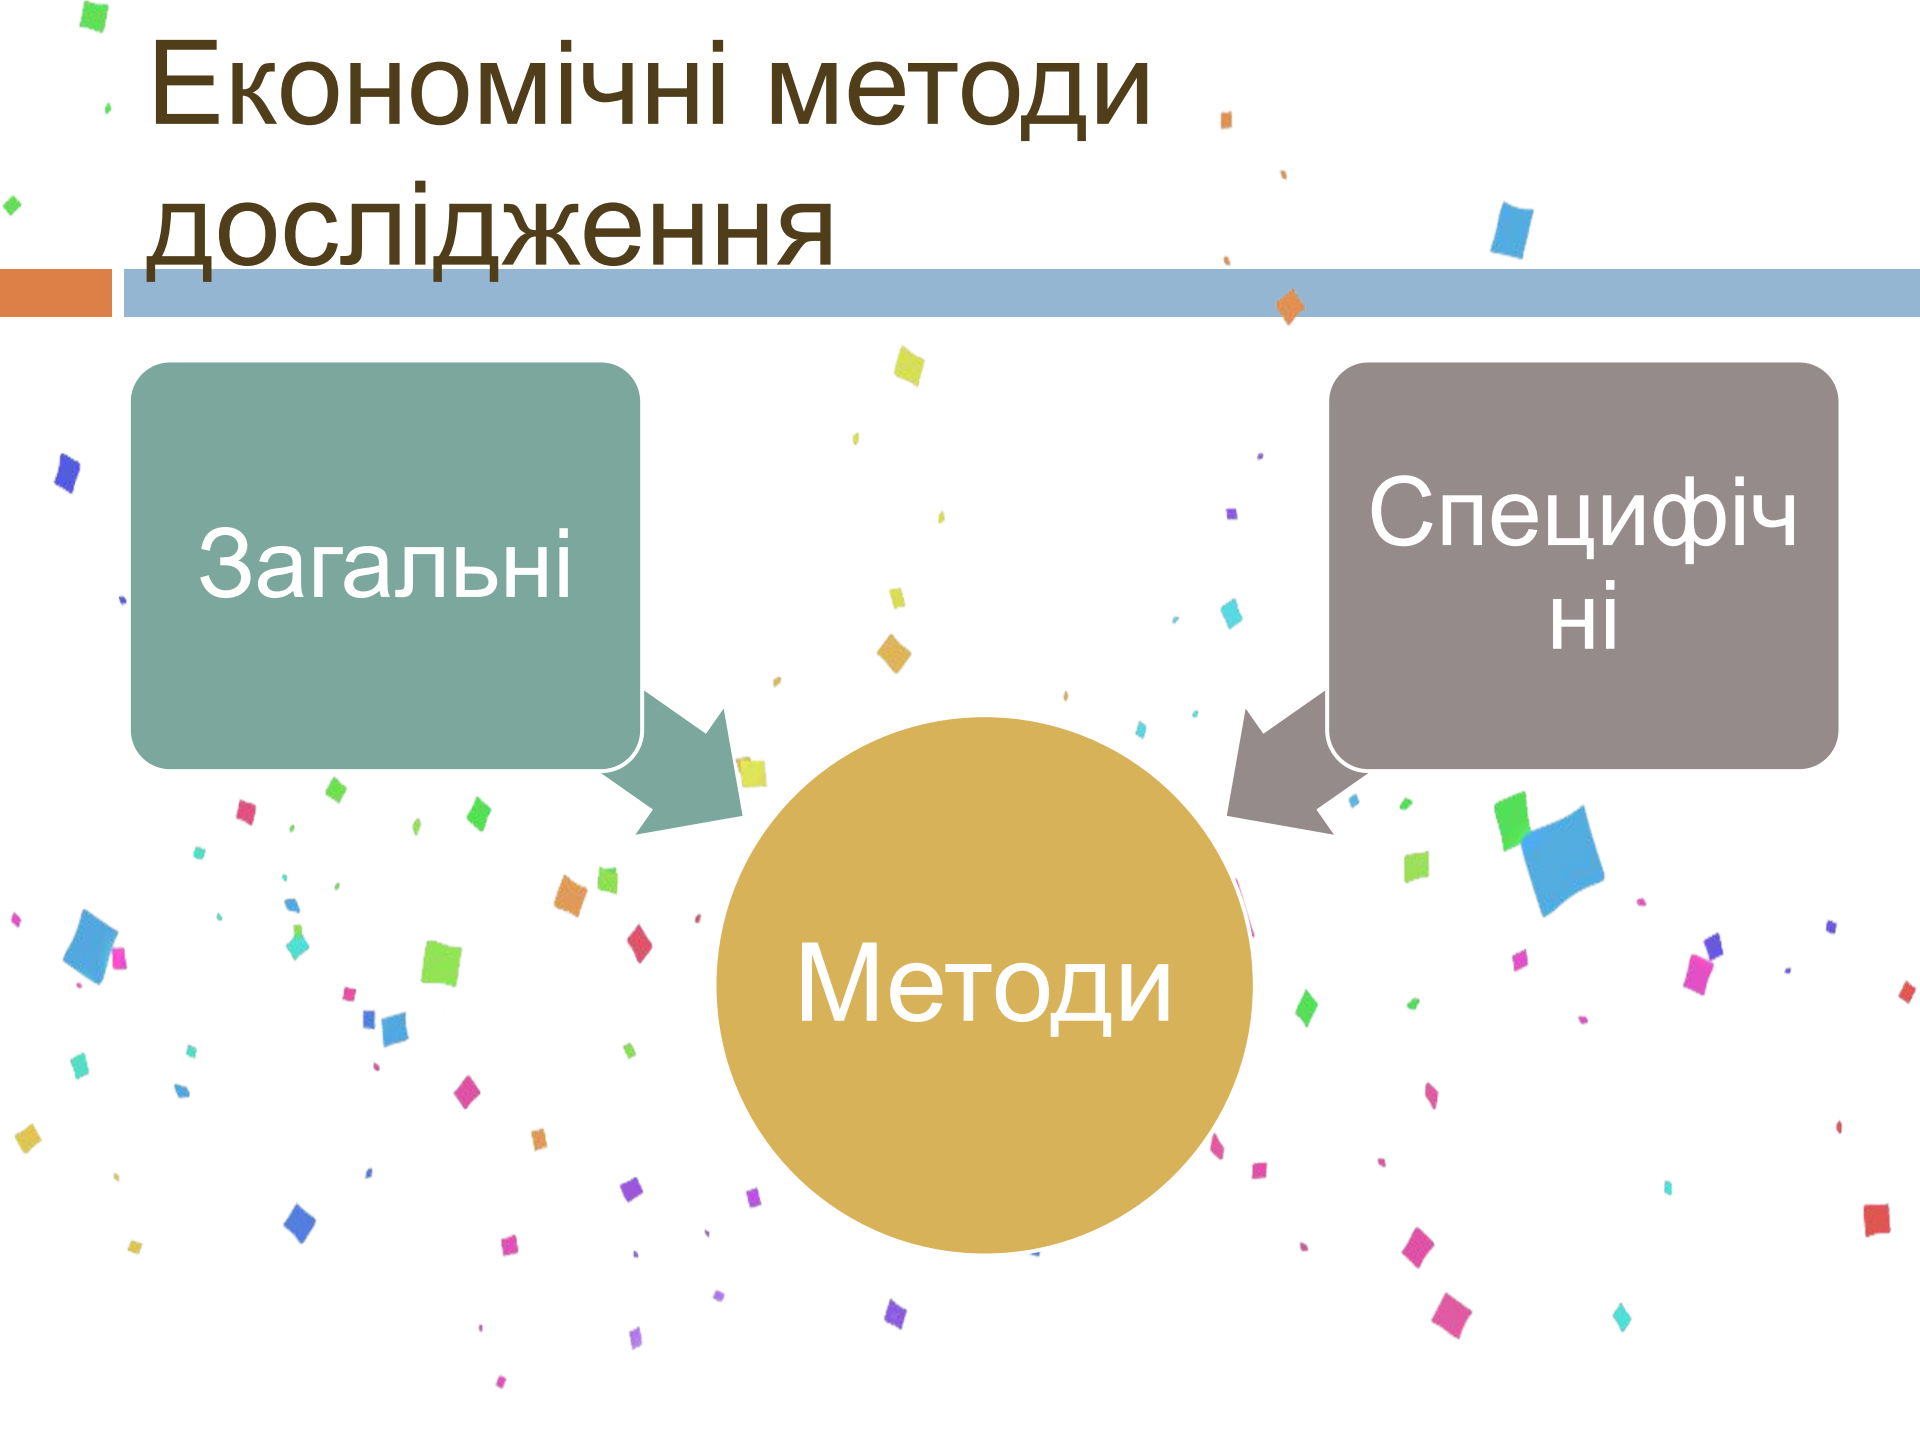 Економічні методи
дослідження
Загальні
Специфіч
ні
Методи